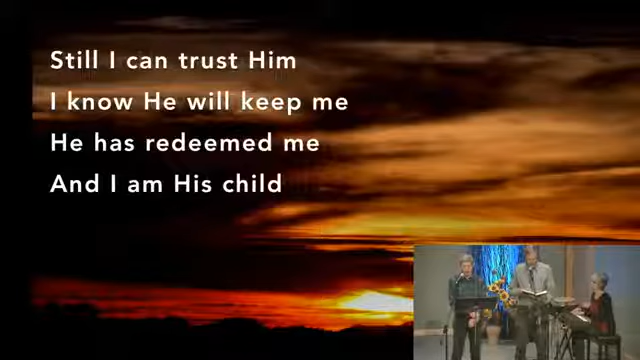 Still I can trust Him
I know He will keep me
He has redeemed me
And I am His child